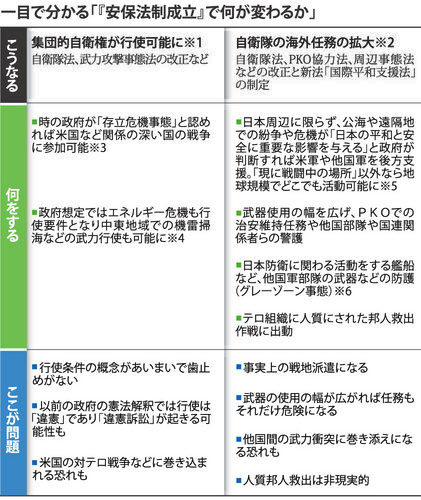 一目で分かる「『安保法制成立』で何が変わるか」
こうなる
集団的自衛権が行使可能に※1
自衛隊法、武力攻撃事態法の改正など
自衛隊の海外任務の拡大※2
自衛隊法、PKO協力法、周辺事態法
などの改正と新法「国際平和支援法」
の制定
何をする
■時の政府が「存立危機事態」と認め
れば米国など関係の深い国の戦争
に参加可能※3
■政府想定ではエネルギー危機も行
使要件となり中東地域での機雷掃
海などの武力行使も可能に※4
■日本周辺に限らず、公海や遠隔地
での紛争や危機が「日本の平和と安
全に重要な影響を与える」と政府が
判断すれば米軍や他国軍を後方支
援。「現に戦闘中の場所」以外なら地
球規模でどこでも活動可能に※5
■武器使用の幅を広げ、PKOでの
治安維持任務や他国部隊や国連関
係者らの警護
■日本防衛に関わる活動をする艦船
など、他国軍部隊の武器などの防護
(グレーゾーン事態)※6
■テロ組織に人質にされた邦人救出
作戦に出動
ここが問題
■行使条件の概念があいまいで歯止
めがない
■以前の政府の憲法解釈では行使は
「違憲」であり「違憲訴訟」が起きる可
能性も
■米国の対テロ戦争などに巻き込ま
れる恐れも
■事実上の戦地派遣になる
■武器の使用の幅が広がれば任務も
それだけ危険になる
■他国間の武力衝突に巻き添えにな
る恐れも
■人質邦人救出は非現実的